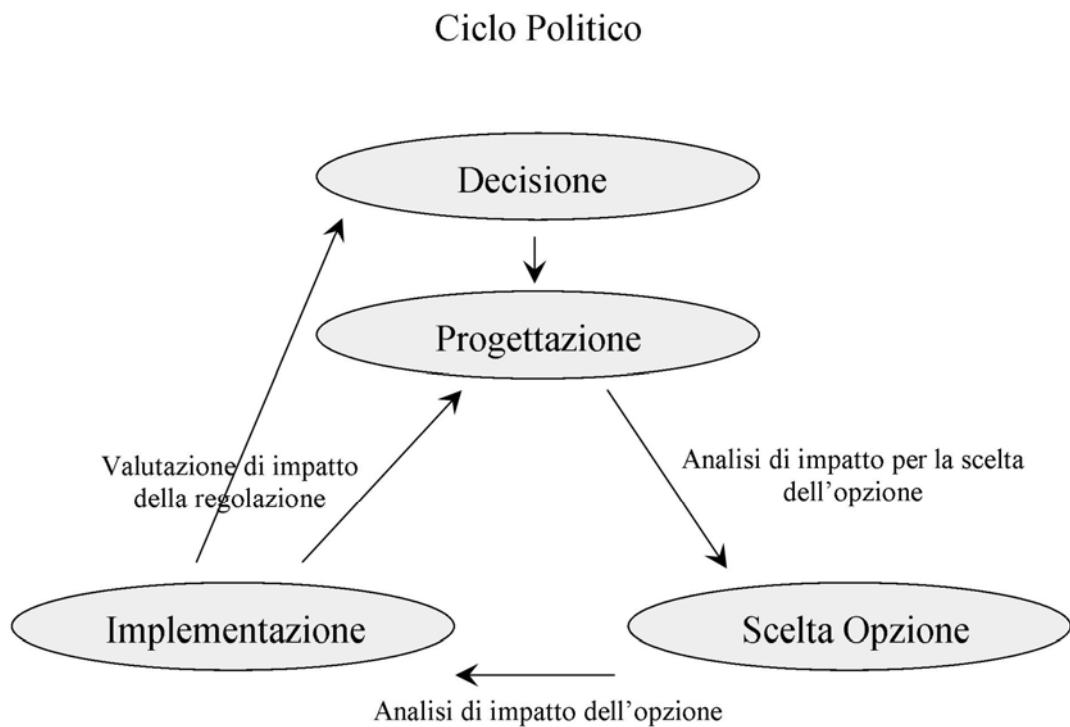 Ciclo Politico
Decisione
Progettazione
Valutazione di impatto
della regolazione
Analisi di impatto per la scelta
dell’opzione
Implementazione
Scelta Opzione
Analisi di impatto dell’opzione